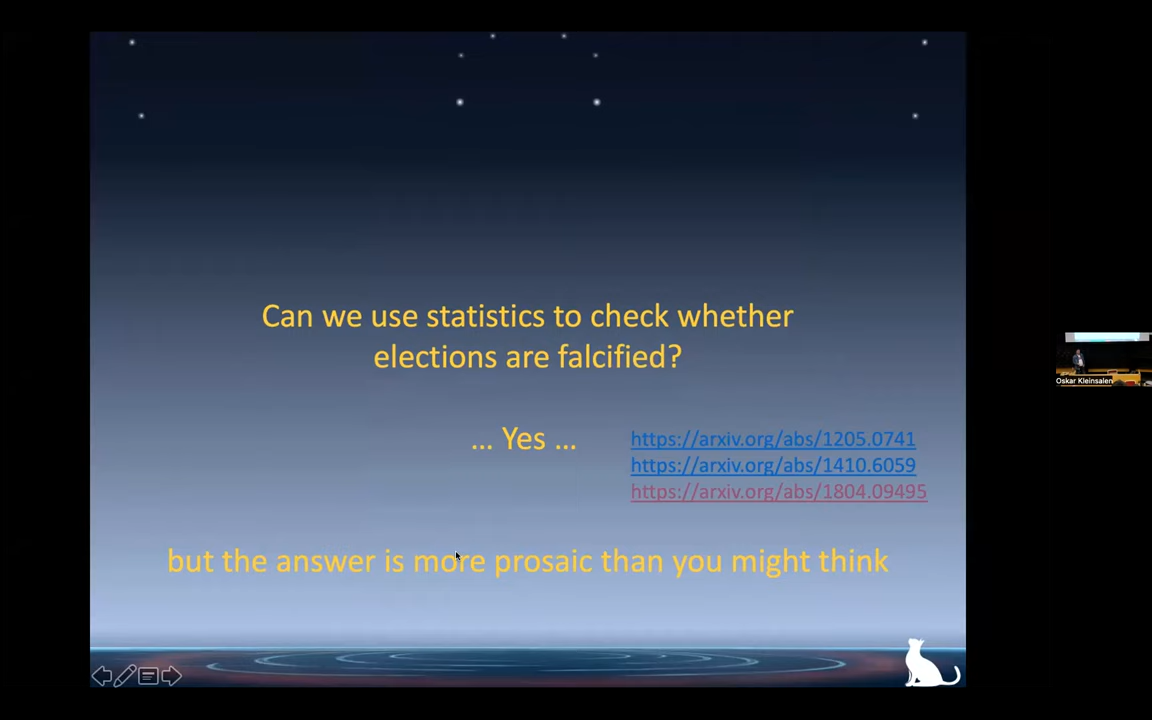 Can we use statistics to check whether
elections are falcified?
... Yes ...
https://arxiv.org/abs/1205.0741
https://arxiv.org/abs/1410.6059
https://arxiv.org/abs/1804.09495
but the answer is more prosaic than you might think
Oskar Kleinsalen